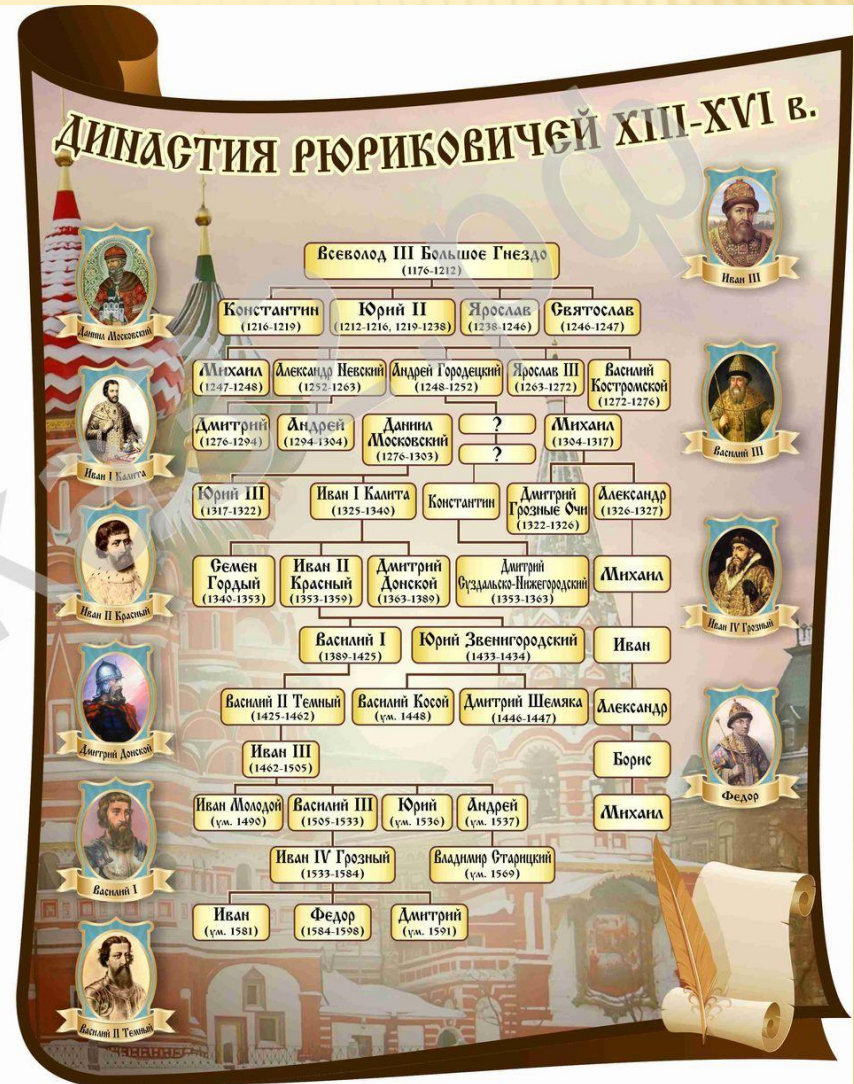 ДИНАСТИЯ РЮРИКОВИЧЕЙ XIII-XVI в.
Всеволод III Большое Гнездо
(1176-1212)
Константин
(1216-1219)
Юрий II
(1212-1216, 1219-1238)
Ярослав
(1238-1246)
Святослав
(1246-1247)
Михаил
(1247-1248)
Александр Невский
(1252-1263)
Андрей Городецкий
(1248-1252)
Ярослав III
(1263-1272)
Василий
Костромской
(1272-1276)
Дмитрий
(1276-1294)
Андрей
(1294-1304)
Даниил
Московский
(1276-1303)
?
?
Михаил
(1304-1317)
Юрий III
(1317-1322)
Иван I Калита
(1325-1340)
Константин
Дмитрий
Грозные Очи
(1322-1326)
Александр
(1326-1327)
Семен
Гордый
(1340-1353)
Иван II
Красный
(1353-1359)
Дмитрий
Донской
(1363-1389)
Дмитрий
Суздальско-Нижегородский
(1353-1363)
Михаил
Василий I
(1389-1425)
Юрий Звенигородский
(1433-1434)
Иван
Василий II Темный
(1425-1462)
Василий Косой
(ум. 1448)
Дмитрий Шемяка
(1446-1447)
Александр
Иван III
(1462-1505)
Борис
Иван Молодой
(ум. 1490)
Василий III
(1505-1533)
Юрий
(ум. 1536)
Андрей
(ум. 1537)
Михаил
Иван IV Грозный
(1533-1584)
Владимир Старицкий
(ум. 1569)
Иван
(ум. 1581)
Федор
(1584-1598)
Дмитрий
(ум. 1591)
Даниил Московский
Иван I Калита
Иван II Красный
Дмитрий Донской
Василий I
Василий II Темный
Иван III
Василий III
Иван IV Грозный
Федор